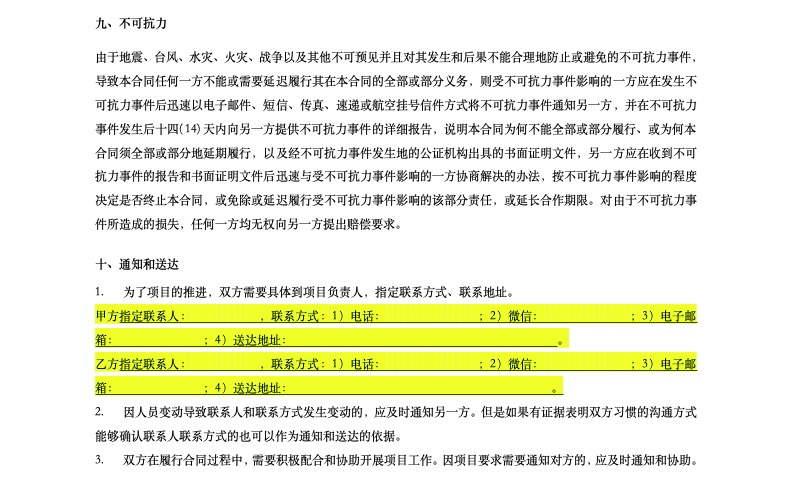 九、不可抗力
由于地震、台风、水灾、火灾、战争以及其他不可预见并且对其发生和后果不能合理地防止或避免的不可抗力事件，
导致本合同任何一方不能或需要延迟履行其在本合同的全部或部分义务，则受不可抗力事件影响的一方应在发生不
可抗力事件后迅速以电子邮件、短信、传真、速递或航空挂号信件方式将不可抗力事件通知另一方，并在不可抗力
事件发生后十四(14)天内向另一方提供不可抗力事件的详细报告，说明本合同为何不能全部或部分履行、或为何本
合同须全部或部分地延期履行，以及经不可抗力事件发生地的公证机构出具的书面证明文件，另一方应在收到不可
抗力事件的报告和书面证明文件后迅速与受不可抗力事件影响的一方协商解决的办法，按不可抗力事件影响的程度
决定是否终止本合同，或免除或延迟履行受不可抗力事件影响的该部分责任，或延长合作期限。对由于不可抗力事
件所造成的损失，任何一方均无权向另一方提出赔偿要求。
十、通知和送达
1. 为了项目的推进，双方需要具体到项目负责人，指定联系方式、联系地址。
甲方指定联系人： ，联系方式：1）电话： ；2）微信： ；3）电子邮
箱： ；4）送达地址： 。
乙方指定联系人： ，联系方式：1）电话： ；2）微信： ；3）电子邮
箱： ；4）送达地址： 。
2. 因人员变动导致联系人和联系方式发生变动的，应及时通知另一方。但是如果有证据表明双方习惯的沟通方式
能够确认联系人联系方式的也可以作为通知和送达的依据。
3. 双方在履行合同过程中，需要积极配合和协助开展项目工作。因项目要求需要通知对方的，应及时通知和协助。